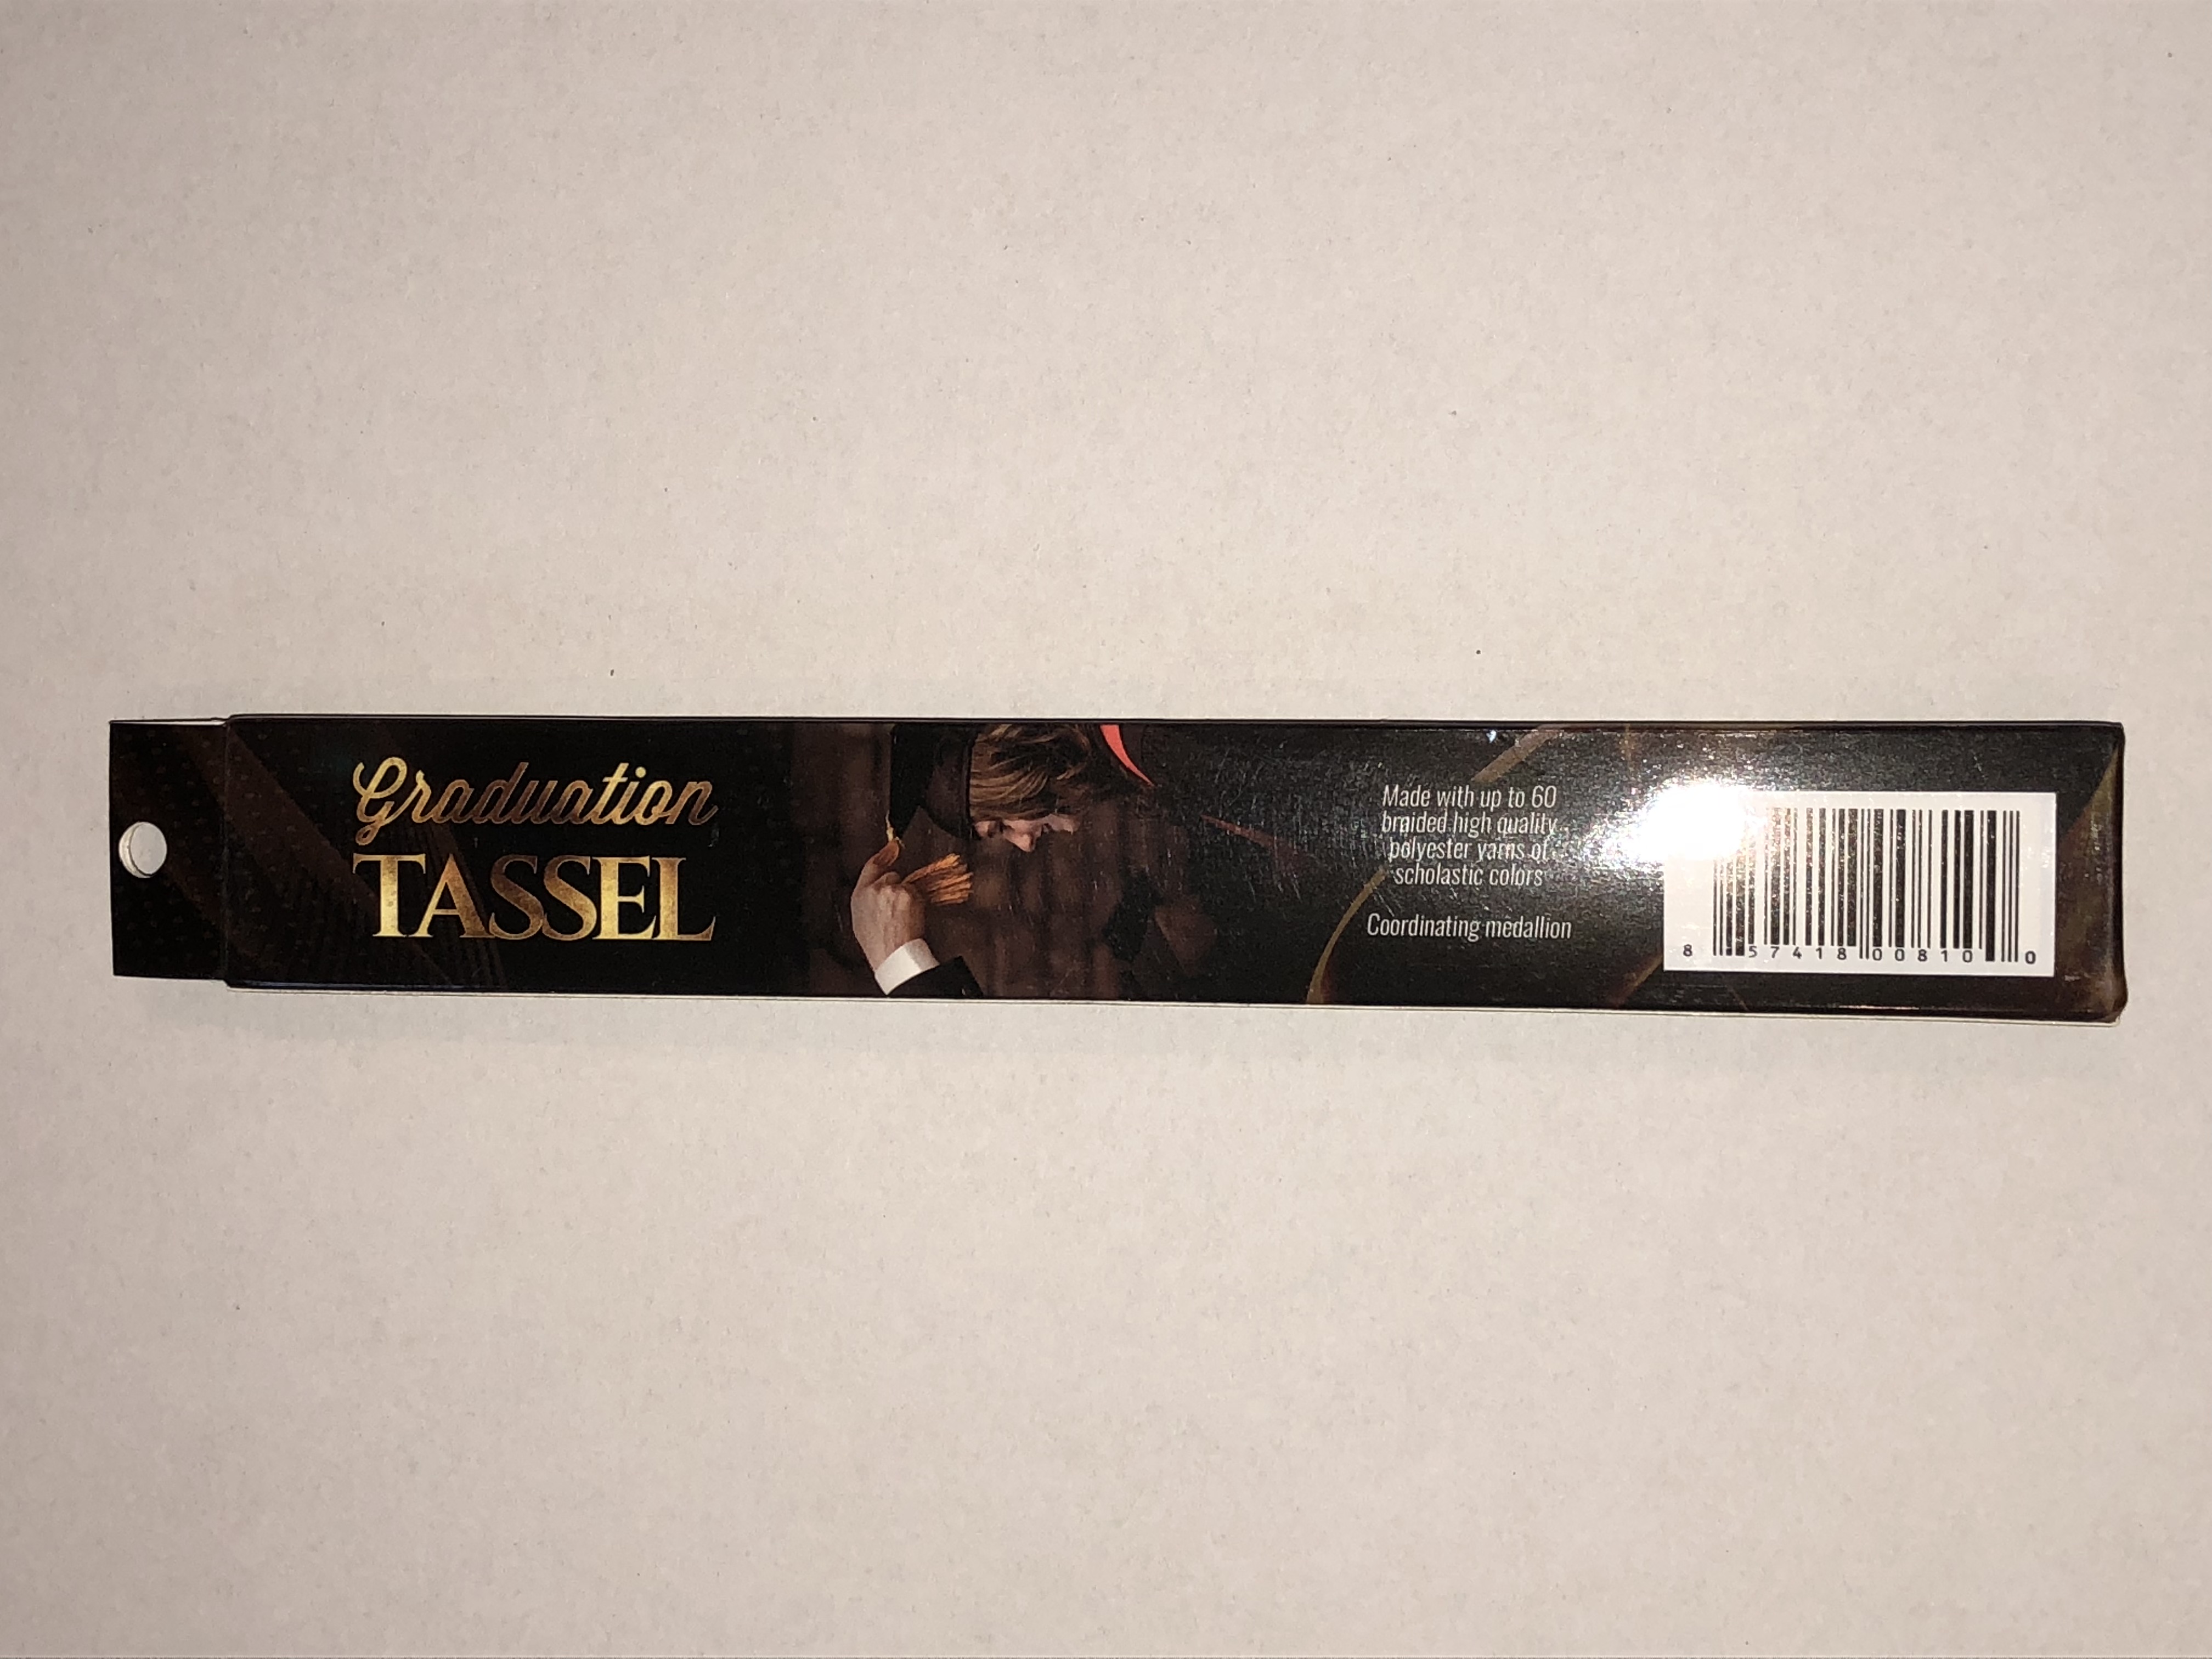 Graduation
TASSEL
Made with up to 60
braided high quality
polyester yarns of
scholastic colors
Coordinating medallion
8 57418 00810 0